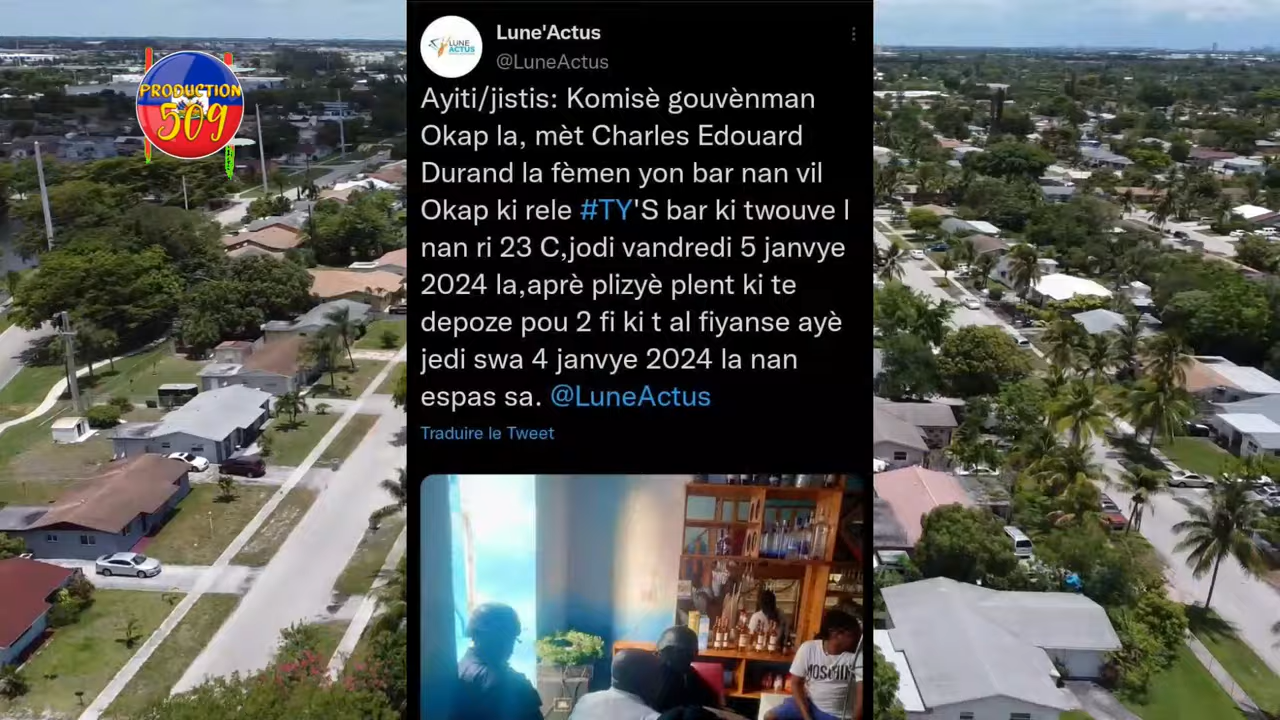 PRODUCTION
509
LUNE
ACTUS
Lune'Actus
@LuneActus
Ayiti/jistis: Komisè gouvènman
Okap la, mèt Charles Edouard
Durand la fèmen yon bar nan vil
Okap ki rele #TY'S bar ki twouve l
nan ri 23 C,jodi vandredi 5 janvye
2024 la,aprè plizyè plent ki te
depoze pou 2 fi ki t al fiyanse ayè
jedi swa 4 janvye 2024 la nan
espas sa. @LuneActus
Traduire le Tweet
MOSCHINO